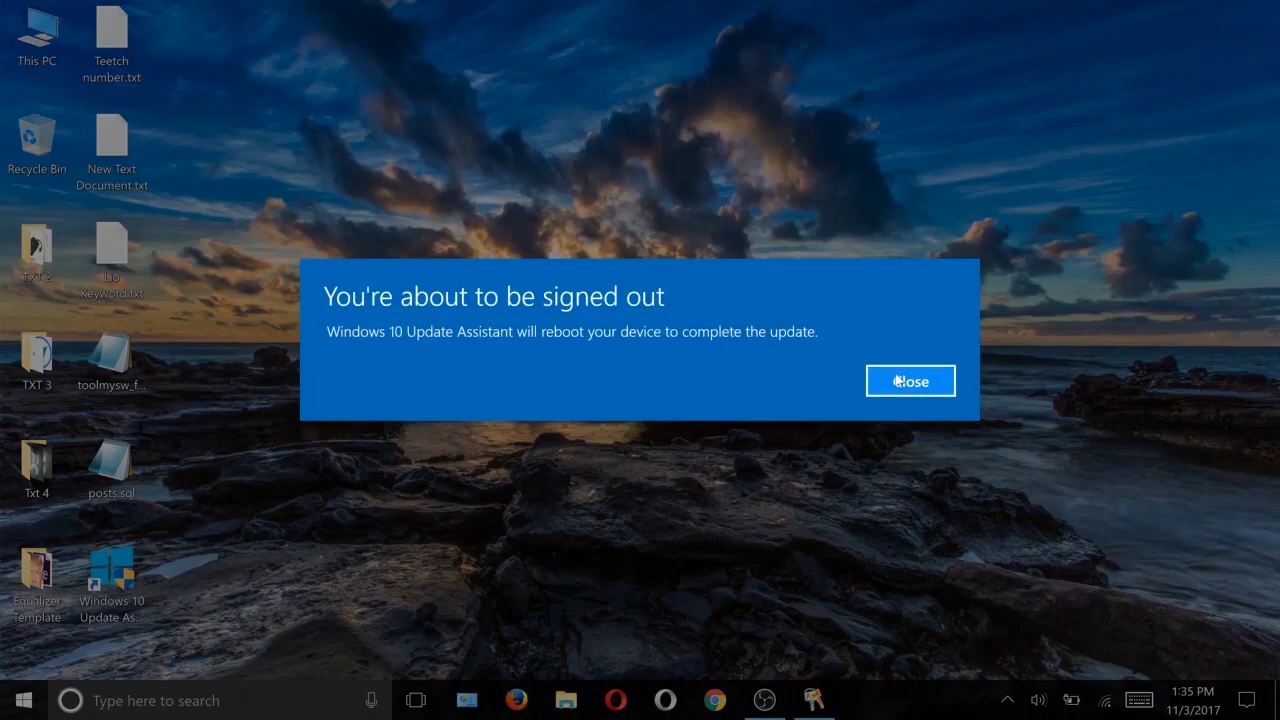 This PC
Teetch
number.txt
Recycle Bin
New Text
Document.txt
TXT 2
Lio
Keyword.txt
TXT 3
toolmysw_f...
Txt 4
posts.sql
Equalizer
Template
Windows 10
Update As...
You're about to be signed out
Windows 10 Update Assistant will reboot your device to complete the update.
Close
Type here to search
1:35 PM
11/3/2017